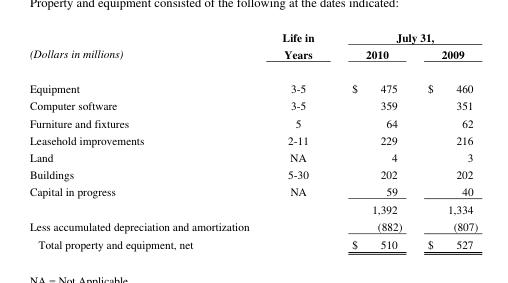 Property and equipment consisted of the following at the dates indicated:
Life in July 31,
(Dollars in millions) Years 2010 2009
Equipment 3-5 $ 475 $ 460
Computer software 3-5 359 351
Furniture and fixtures 5 64 62
Leasehold improvements 2-11 229 216
Land NA 4 3
Buildings 5-30 202 202
Capital in progress NA 59 40
1,392 1,334
Less accumulated depreciation and amortization (882) (807)
Total property and equipment, net $ 510 $ 527
NA = Not Applicable